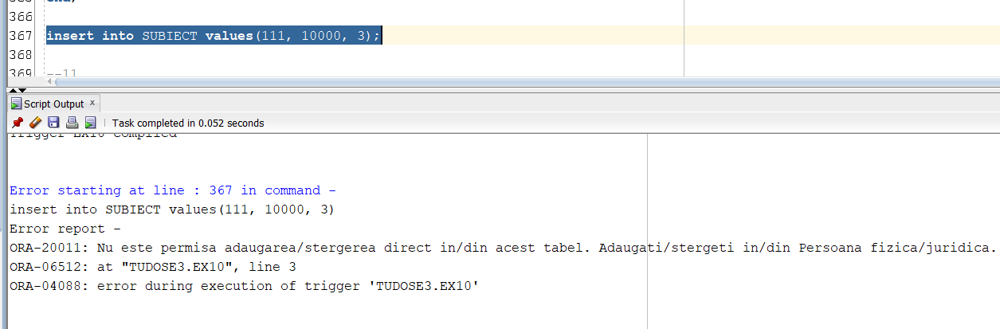 366
367 insert into SUBIECT values(111, 10000, 3);
368
369 --11
Script Output x
Task completed in 0.052 seconds
Trigger EX10 compiled
Error starting at line : 367 in command -
insert into SUBIECT values(111, 10000, 3)
Error report -
ORA-20011: Nu este permisa adaugarea/stergerea direct in/din acest tabel. Adaugati/stergeti in/din Persoana fizica/juridica.
ORA-06512: at "TUDOSE3.EX10", line 3
ORA-04088: error during execution of trigger 'TUDOSE3.EX10'